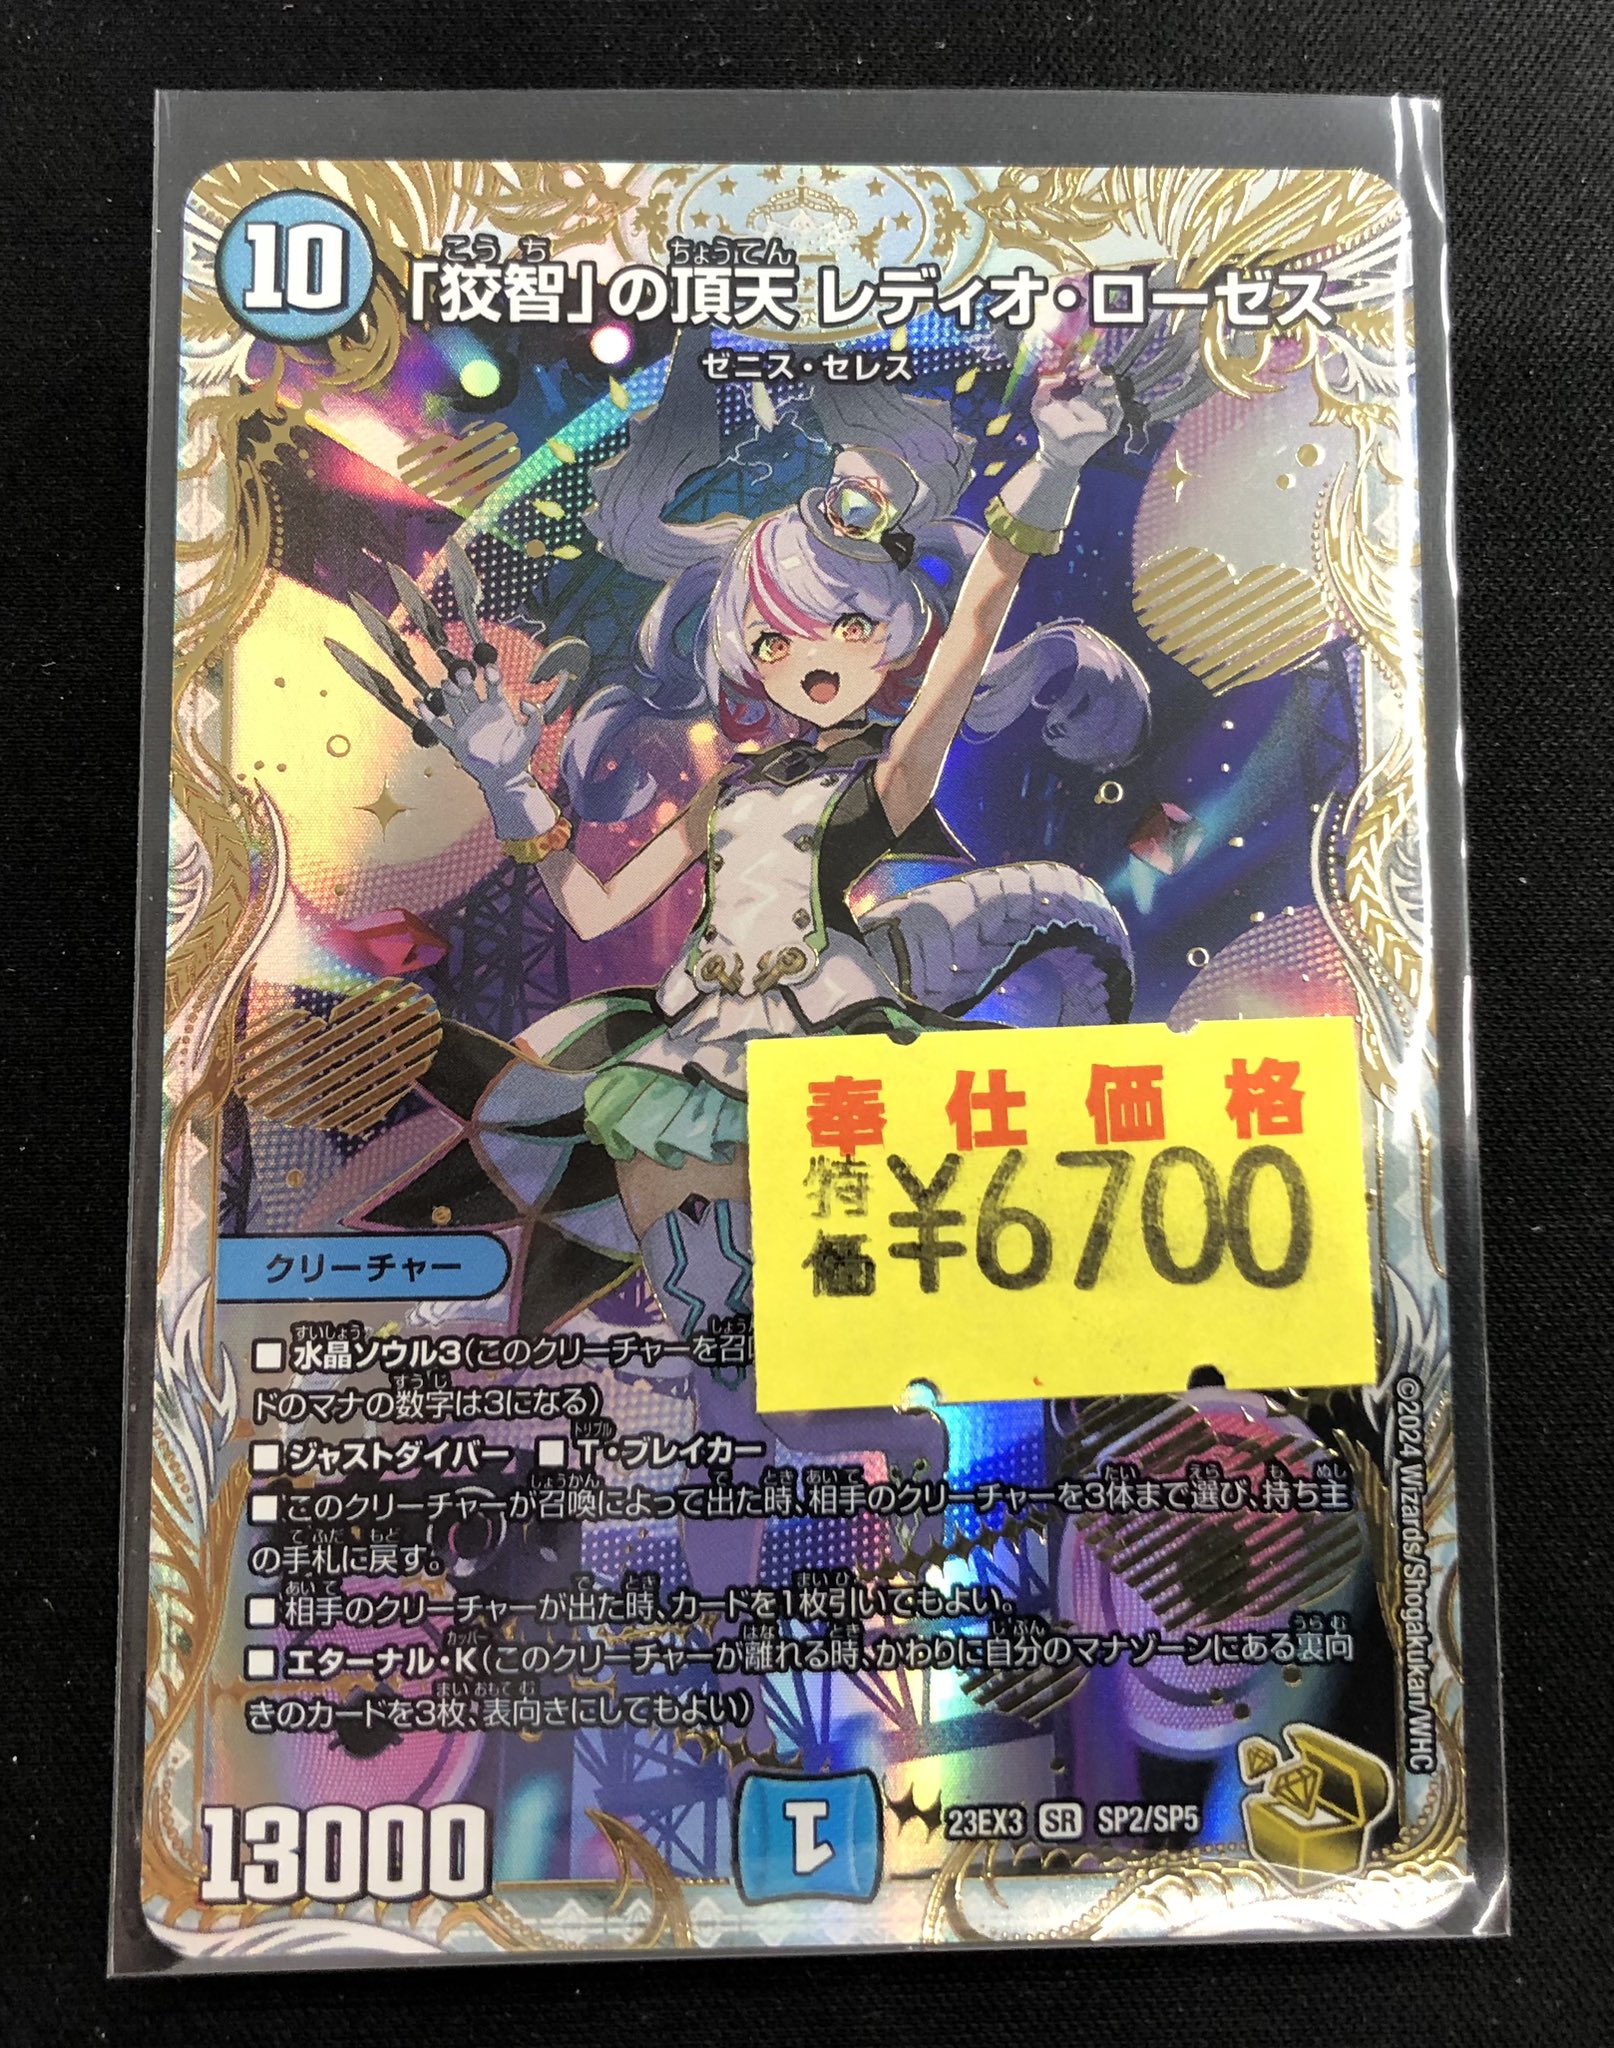 10
「狡智」の頂天 レディオ・ローゼス
こうち ちょうてん
ゼニス・セレス
奉仕価格
特価 ¥6700
クリーチャー
■水晶ソウル3(このクリーチャーを召
ドのマナの数字は3になる)
■ジャストダイバー ■T・ブレイカー
■このクリーチャーが召喚によって出た時、相手のクリーチャーを3体まで選び、持ち主
の手札に戻す。
■相手のクリーチャーが出た時、カードを1枚引いてもよい。
■エターナル・K(このクリーチャーが離れる時、かわりに自分のマナゾーンにある裏向
きのカードを3枚、表向きにしてもよい)
13000
1
23EX3 SR SP2/SP5
©2024 Wizards/Shogakukan/WHC